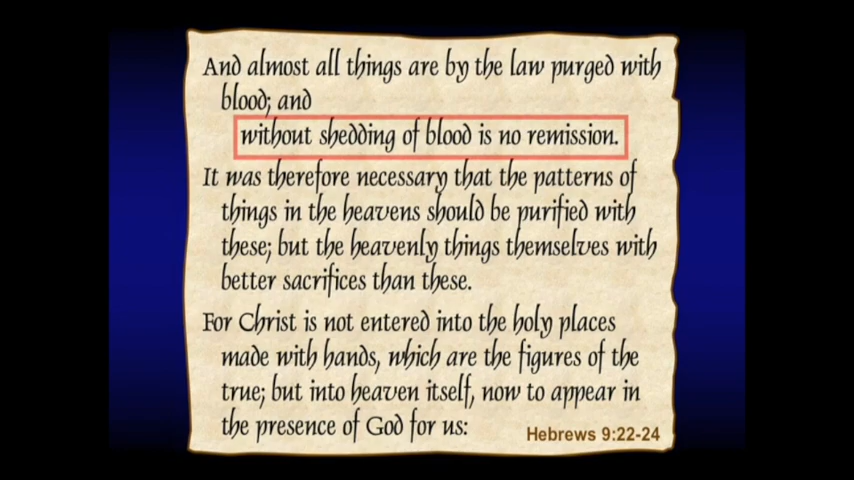 And almost all things are by the law purged with
blood; and
without shedding of blood is no remission.
It was therefore necessary that the patterns of
things in the heavens should be purified with
these; but the heavenly things themselves with
better sacrifices than these.
For Christ is not entered into the holy places
made with hands, which are the figures of the
true; but into heaven itself, now to appear in
the presence of God for us:
Hebrews 9:22-24